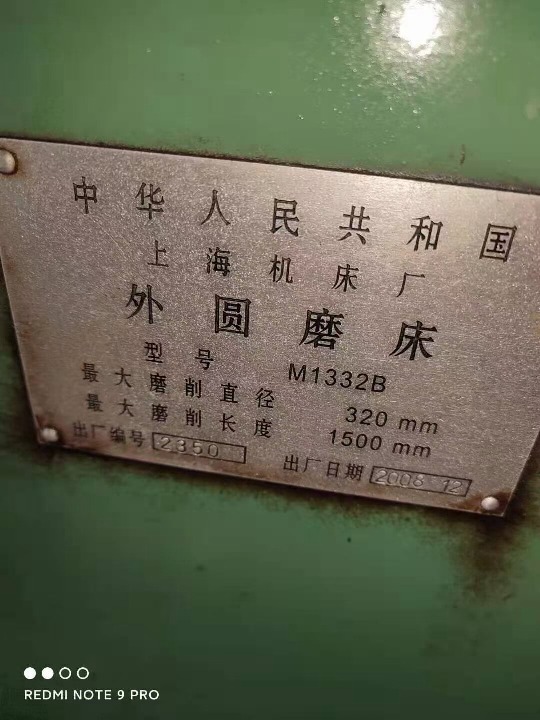 中华人民共和国
上海机床厂
外圆磨床
型号 M1332B
最大磨削直径 320 mm
最大磨削长度 1500 mm
出厂编号 2350 出厂日期 2008 12
REDMI NOTE 9 PRO